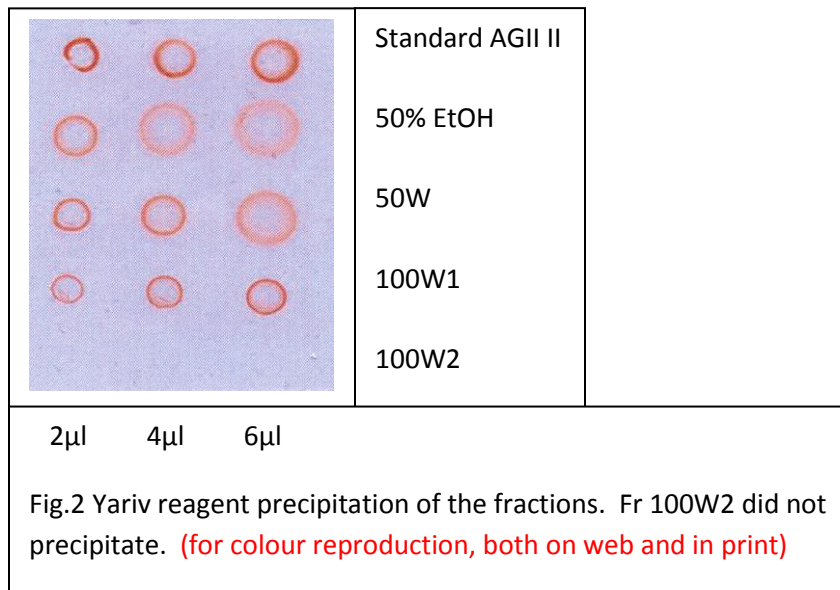 Standard AGII II
50% EtOH
50W
100W1
100W2
2µl 4µl 6µl
Fig.2 Yariv reagent precipitation of the fractions. Fr 100W2 did not
precipitate. (for colour reproduction, both on web and in print)